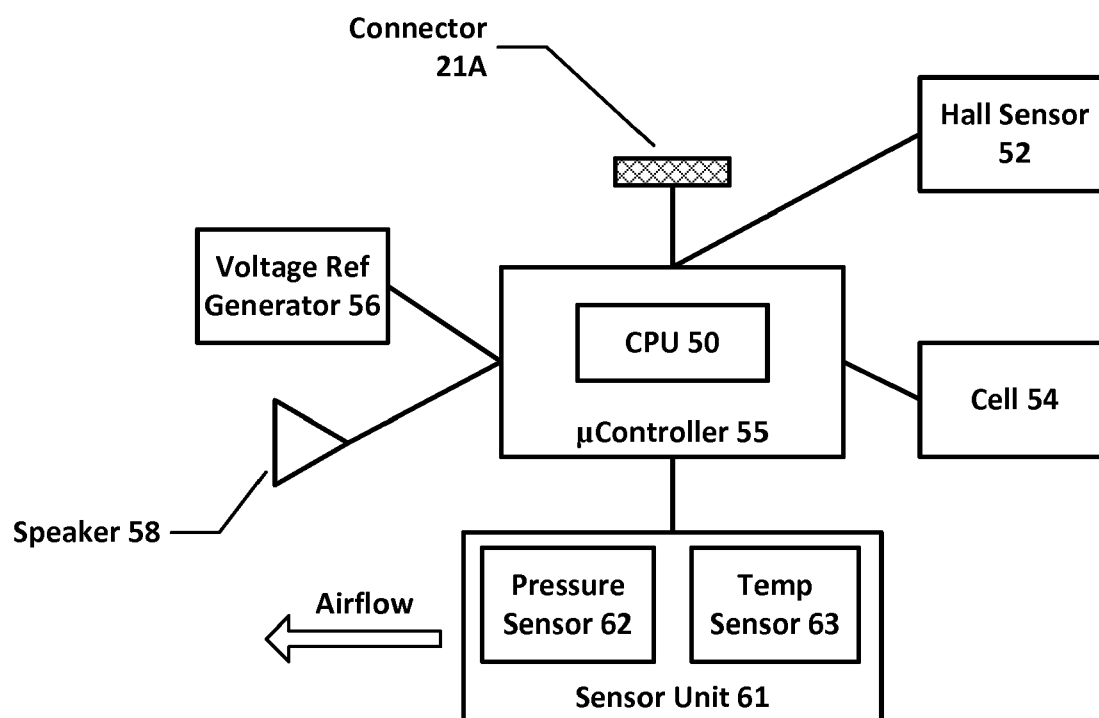 Connector
21A
Hall Sensor
52
Voltage Ref
Generator 56
CPU 50
μController 55
Cell 54
Speaker 58
Airflow
Pressure
Sensor 62
Temp
Sensor 63
Sensor Unit 61